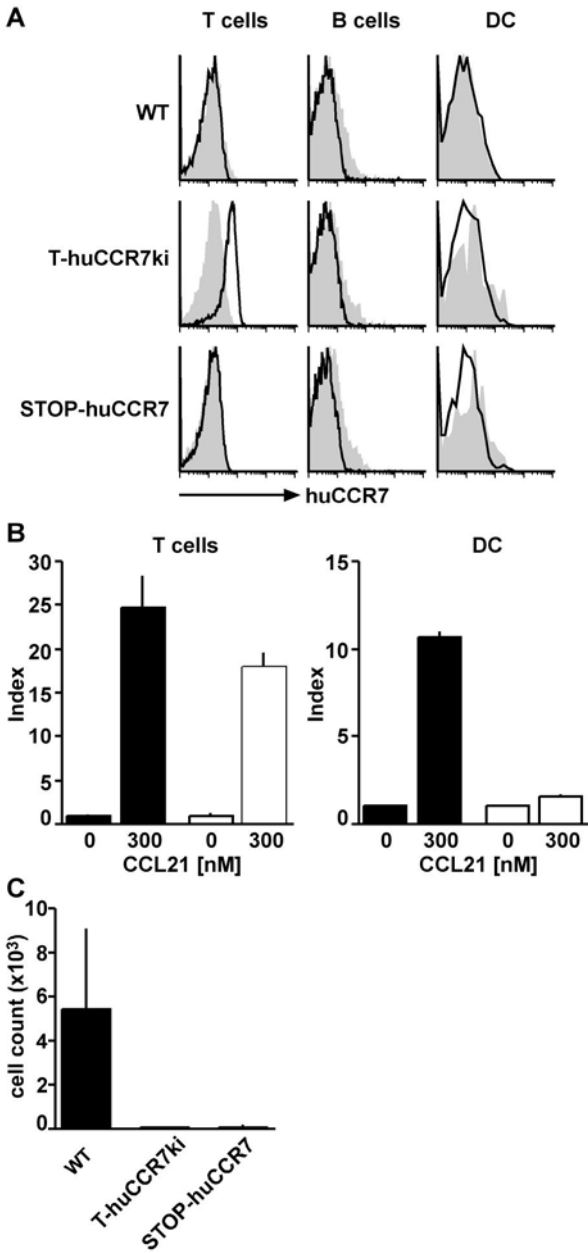 A
T cells B cells DC
WT
T-huCCR7ki
STOP-huCCR7
huCCR7
B
T cells DC
30 15
25
20 10
15
10 5
5
0 0
Index Index
0 300 0 300 0 300 0 300
CCL21 [nM] CCL21 [nM]
C
10
8
6
4
2
0
cell count (x10³)
WT
T-huCCR7ki
STOP-huCCR7